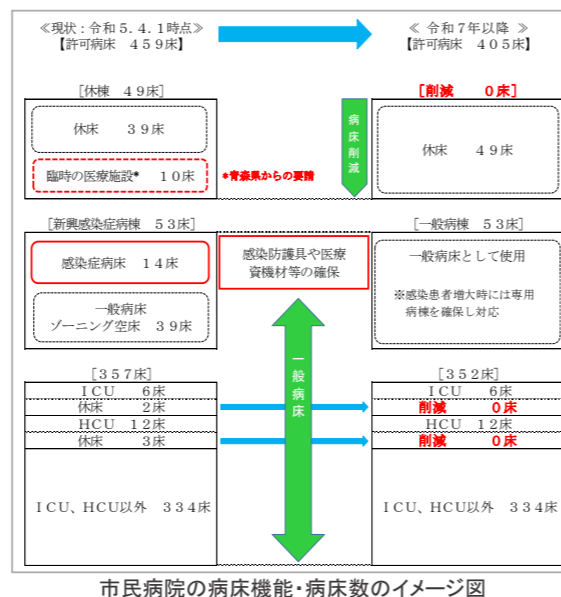 ≪現状：令和５.４.１時点≫
【許可病床　４５９床】
≪ 令和７年以降 ≫
【許可病床　４０５床】
［休棟　４９床］
休床　３９床
臨時の医療施設*　１０床
*青森県からの要請
病床削減
［削減　０床］
休床　４９床
［新興感染症病棟　５３床］
感染症病床　１４床
一般病床
ゾーニング空床　３９床
感染防護具や医療
資機材等の確保
［一般病棟　５３床］
一般病床として使用
※感染患者増大時には専用
病棟を確保し対応
一般病床
［３５７床］
ＩＣＵ　６床
休床　２床
ＨＣＵ　１２床
休床　３床
ＩＣＵ、ＨＣＵ以外　３３４床
［３５２床］
ＩＣＵ　６床
削減　０床
ＨＣＵ　１２床
削減　０床
ＩＣＵ、ＨＣＵ以外　３３４床
市民病院の病床機能・病床数のイメージ図